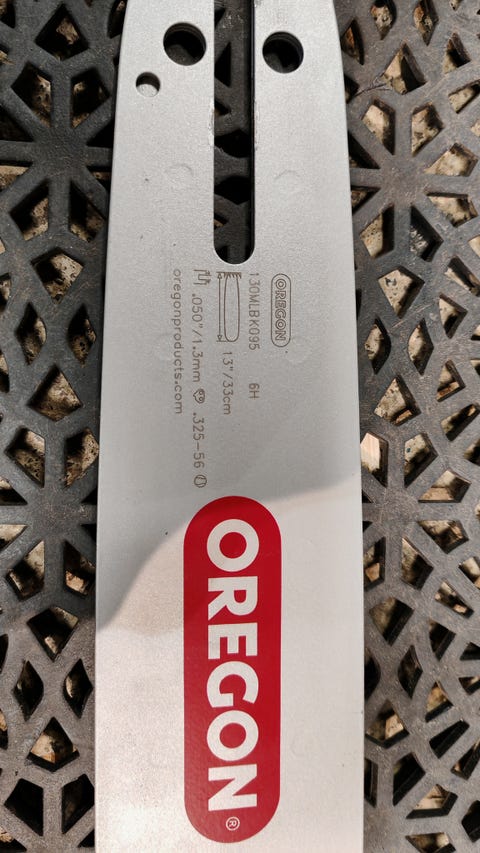 OREGON
130MLBK095 6H
13"/33cm
.050"/1.3mm .325-56
oregonproducts.com
OREGON®